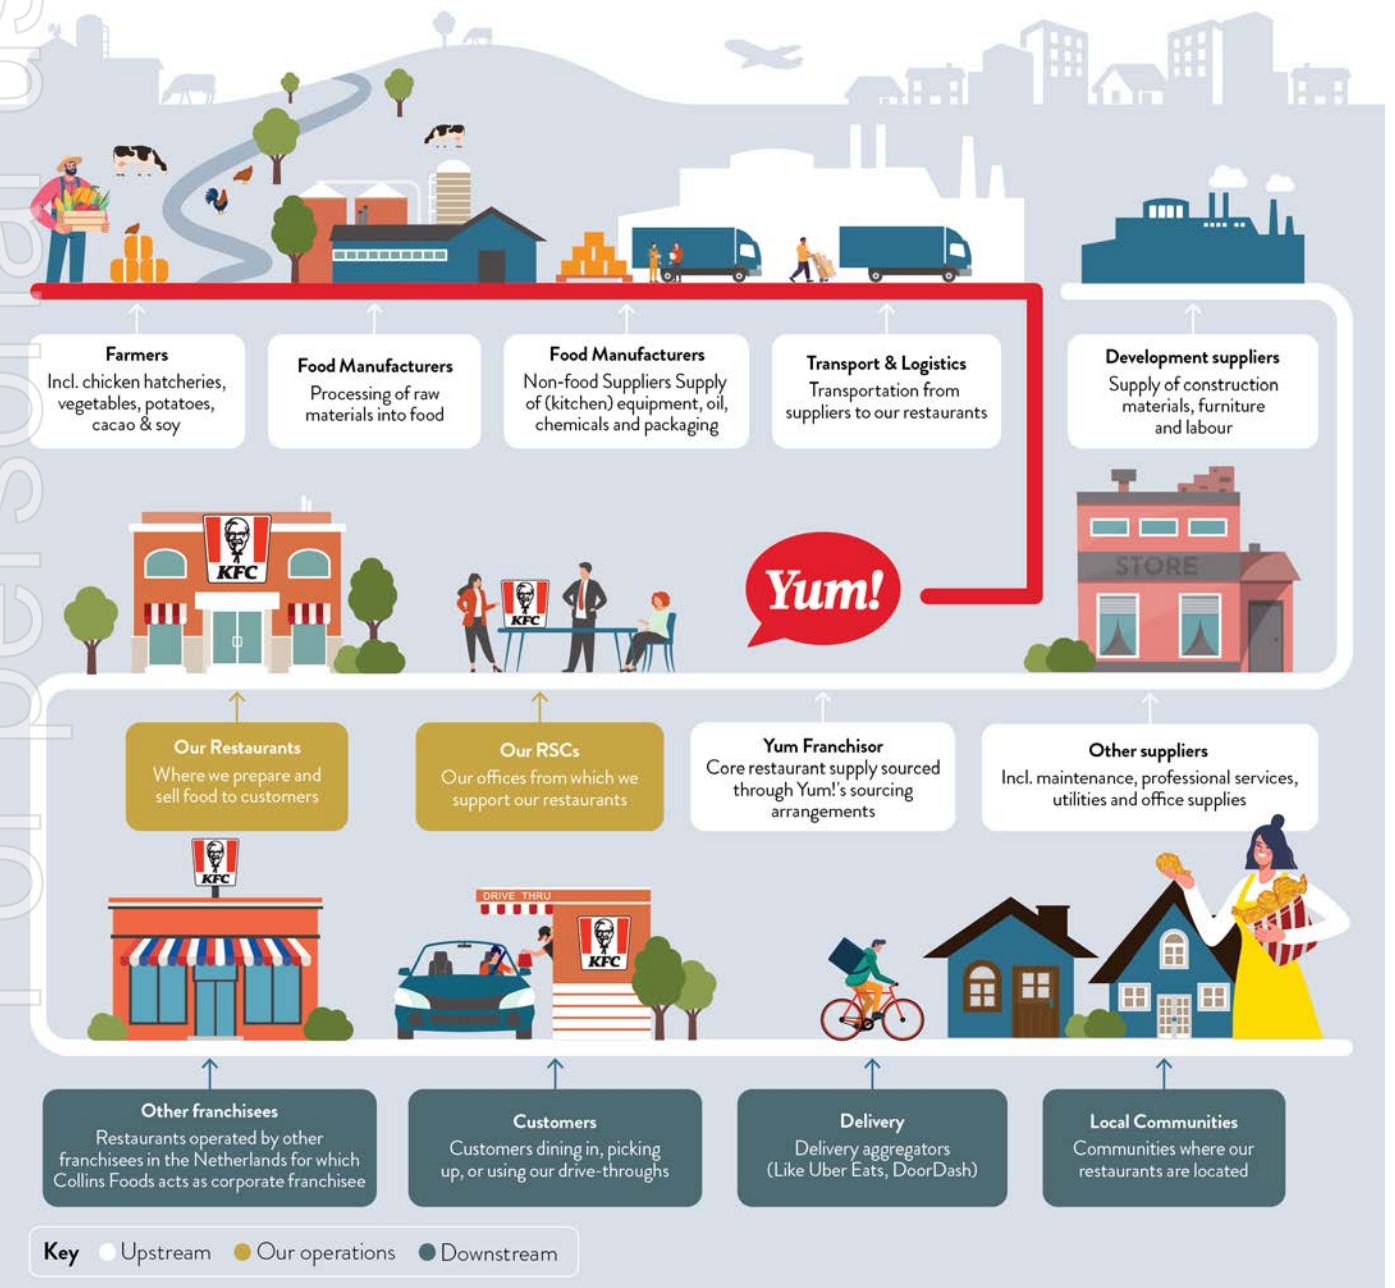 For personal us
Farmers
Incl. chicken hatcheries,
vegetables, potatoes,
cacao & soy
Food Manufacturers
Processing of raw
materials into food
Food Manufacturers
Non-food Suppliers Supply
of (kitchen) equipment, oil,
chemicals and packaging
Transport & Logistics
Transportation from
suppliers to our restaurants
Development suppliers
Supply of construction
materials, furniture
and labour
KFC
KFC
Yum!
STORE
Our Restaurants
Where we prepare and
sell food to customers
Our RSCs
Our offices from which we
support our restaurants
Yum Franchisor
Core restaurant supply sourced
through Yum!'s sourcing
arrangements
Other suppliers
Incl. maintenance, professional services,
utilities and office supplies
KFC
DRIVE THRU
KFC
Other franchisees
Restaurants operated by other
franchisees in the Netherlands for which
Collins Foods acts as corporate franchisee
Customers
Customers dining in, picking
up, or using our drive-throughs
Delivery
Delivery aggregators
(Like Uber Eats, DoorDash)
Local Communities
Communities where our
restaurants are located
Key Upstream Our operations Downstream